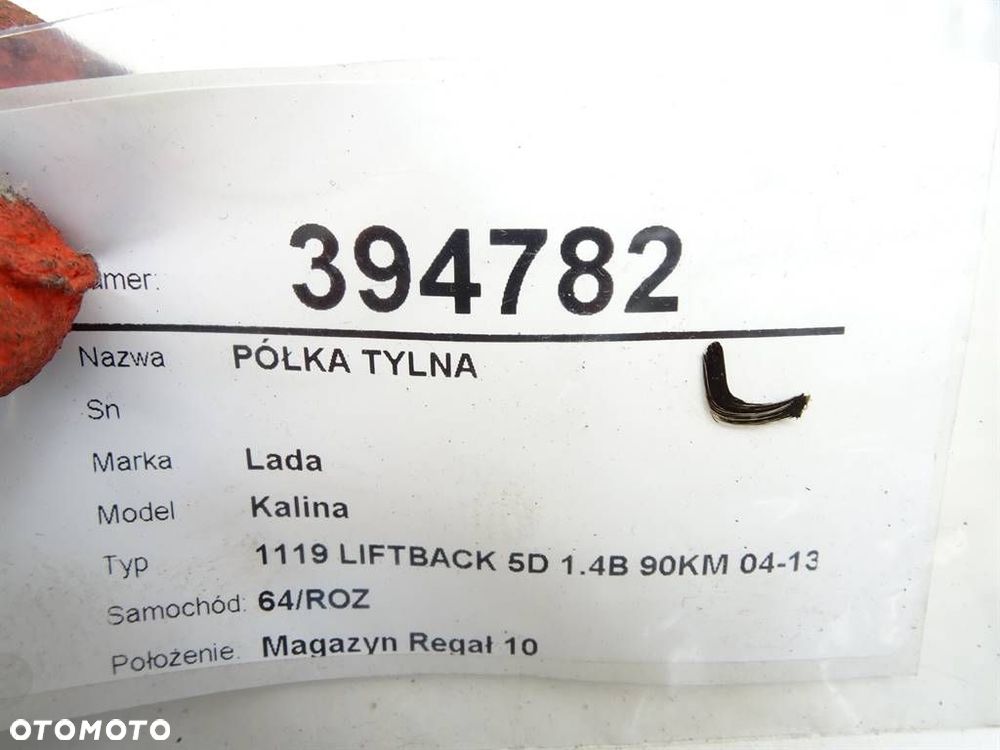 umer: 394782
Nazwa PÓŁKA TYLNA
Sn
Marka Lada
Model Kalina
Typ 1119 LIFTBACK 5D 1.4B 90KM 04-13
Samochód: 64/ROZ
Położenie: Magazyn Regał 10
OTOMOTO